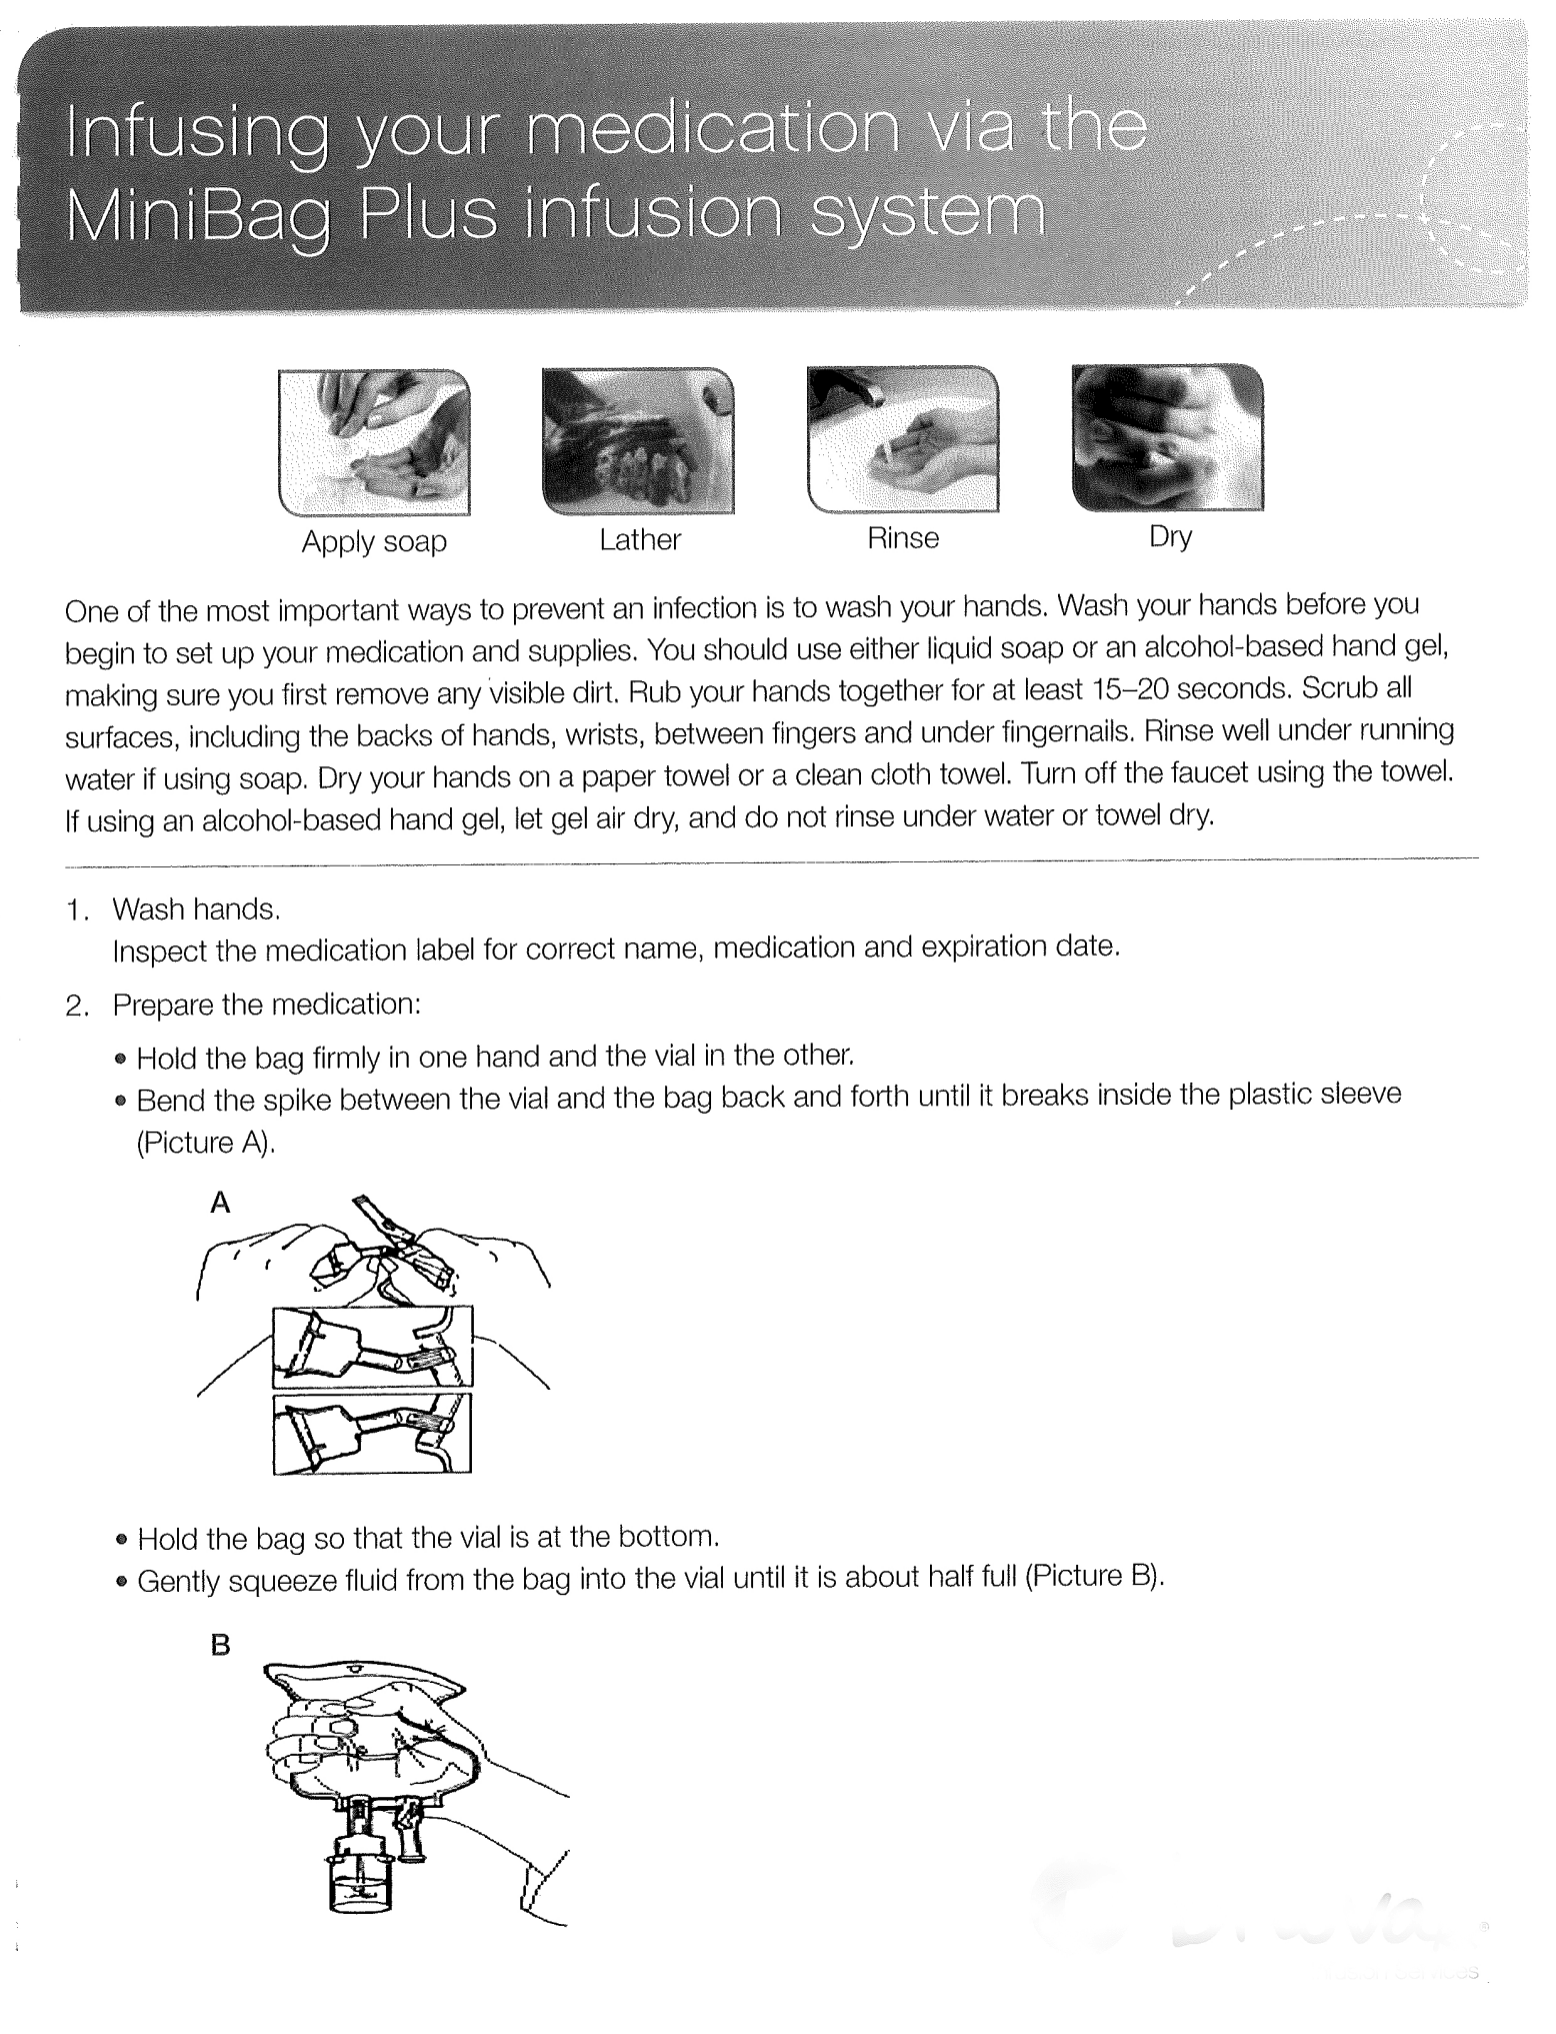 Infusing your medication via the
MiniBag Plus infusion system
Apply soap
Lather
Rinse
Dry
One of the most important ways to prevent an infection is to wash your hands. Wash your hands before you
begin to set up your medication and supplies. You should use either liquid soap or an alcohol-based hand gel,
making sure you first remove any visible dirt. Rub your hands together for at least 15–20 seconds. Scrub all
surfaces, including the backs of hands, wrists, between fingers and under fingernails. Rinse well under running
water if using soap. Dry your hands on a paper towel or a clean cloth towel. Turn off the faucet using the towel.
If using an alcohol-based hand gel, let gel air dry, and do not rinse under water or towel dry.
1. Wash hands.
Inspect the medication label for correct name, medication and expiration date.
2. Prepare the medication:
• Hold the bag firmly in one hand and the vial in the other.
• Bend the spike between the vial and the bag back and forth until it breaks inside the plastic sleeve
(Picture A).
A
• Hold the bag so that the vial is at the bottom.
• Gently squeeze fluid from the bag into the vial until it is about half full (Picture B).
B